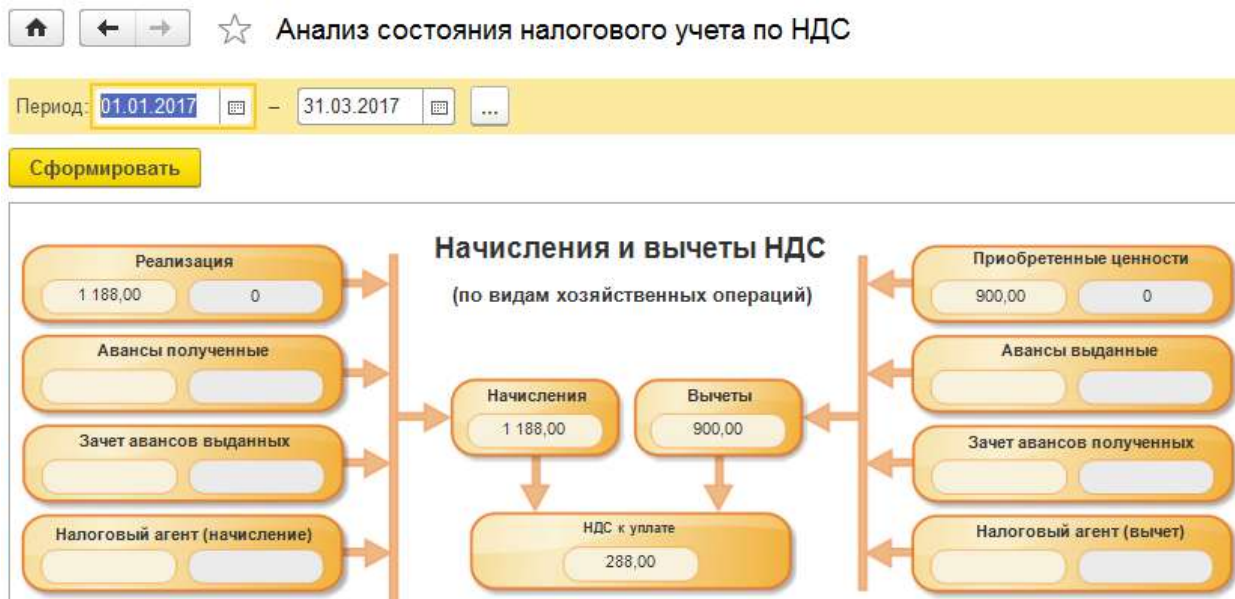 Анализ состояния налогового учета по НДС
Период: 01.01.2017 – 31.03.2017 ...
Сформировать
Начисления и вычеты НДС
(по видам хозяйственных операций)
Реализация
1 188,00 0
Авансы полученные
Зачет авансов выданных
Налоговый агент (начисление)
Начисления
1 188,00
Вычеты
900,00
НДС к уплате
288,00
Приобретенные ценности
900,00 0
Авансы выданные
Зачет авансов полученных
Налоговый агент (вычет)